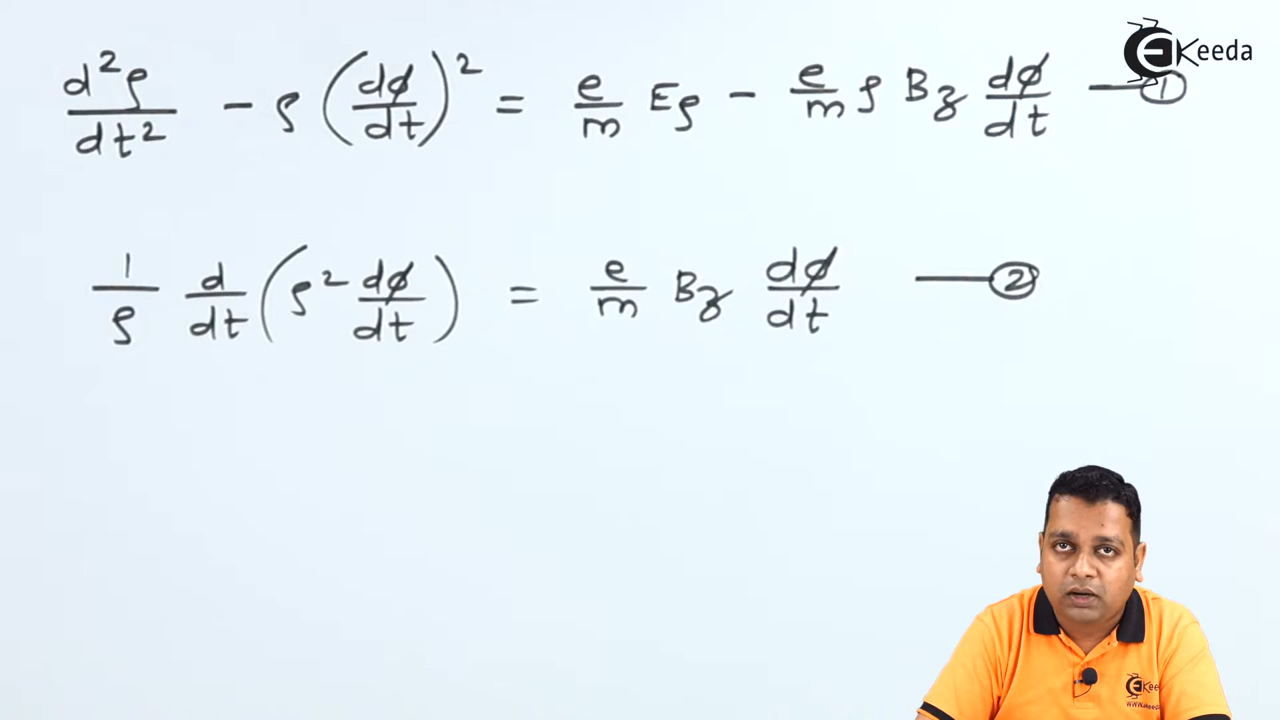 EKeeda
d²ρ/dt² - ρ (dφ/dt)² = e/m Eρ - e/m ρ Bz dφ/dt —①
1/ρ d/dt (ρ² dφ/dt) = e/m Bz dφ/dt —②
EKee